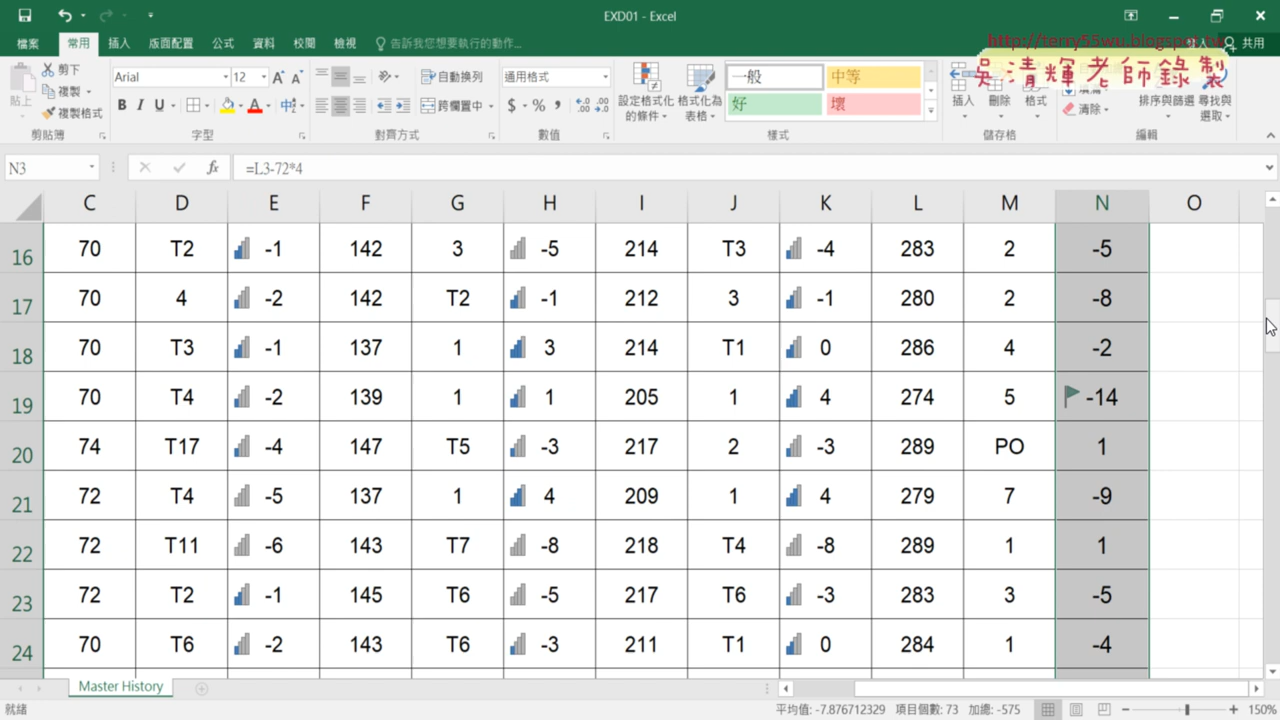 EXD01 - Excel
檔案 常用 插入 版面配置 公式 資料 校閱 檢視 告訴我您想要執行的動作... 共用
http://terry55wu.blogspot.tw
吳清輝老師錄製
剪下 Arial 12 自動換列 通用格式 一般 中等
貼上 複製 跨欄置中 設定格式化的條件 格式化為表格 好 壞 插入 刪除 格式 排序與篩選 尋找與選取
複製格式 清除
剪貼簿 字型 對齊方式 數值 樣式 儲存格 編輯
N3 =L3-72*4
C D E F G H I J K L M N O
16 70 T2 -1 142 3 -5 214 T3 -4 283 2 -5
17 70 4 -2 142 T2 -1 212 3 -1 280 2 -8
18 70 T3 -1 137 1 3 214 T1 0 286 4 -2
19 70 T4 -2 139 1 1 205 1 4 274 5 -14
20 74 T17 -4 147 T5 -3 217 2 -3 289 PO 1
21 72 T4 -5 137 1 4 209 1 4 279 7 -9
22 72 T11 -6 143 T7 -8 218 T4 -8 289 1 1
23 72 T2 -1 145 T6 -5 217 T6 -3 283 3 -5
24 70 T6 -2 143 T6 -3 211 T1 0 284 1 -4
Master History
就緒 平均值: -7.876712329 項目個數: 73 加總: -575 150%